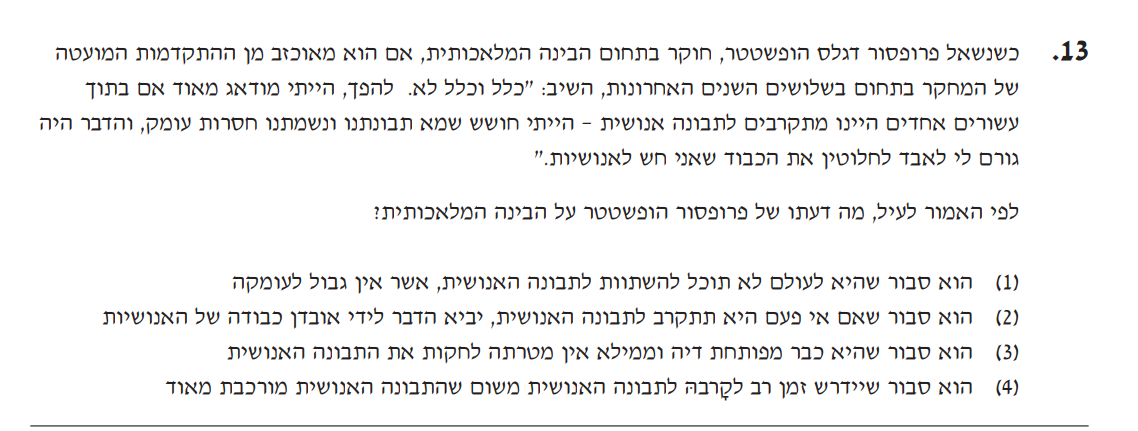 13. כשנשאל פרופסור דגלס הופשטטר, חוקר בתחום הבינה המלאכותית, אם הוא מאוכזב מן ההתקדמות המועטה
של המחקר בתחום בשלושים השנים האחרונות, השיב: "כלל וכלל לא. להפך, הייתי מודאג מאוד אם בתוך
עשורים אחדים היינו מתקרבים לתבונה אנושית – הייתי חושש שמא תבונתנו ונשמתנו חסרות עומק, והדבר היה
גורם לי לאבד לחלוטין את הכבוד שאני חש לאנושיות."
לפי האמור לעיל, מה דעתו של פרופסור הופשטטר על הבינה המלאכותית?
(1) הוא סבור שהיא לעולם לא תוכל להשתוות לתבונה האנושית, אשר אין גבול לעומקה
(2) הוא סבור שאם אי פעם היא תתקרב לתבונה האנושית, יביא הדבר לידי אובדן כבודה של האנושיות
(3) הוא סבור שהיא כבר מפותחת דיה וממילא אין מטרתה לחקות את התבונה האנושית
(4) הוא סבור שיידרש זמן רב לקָרבהּ לתבונה האנושית משום שהתבונה האנושית מורכבת מאוד